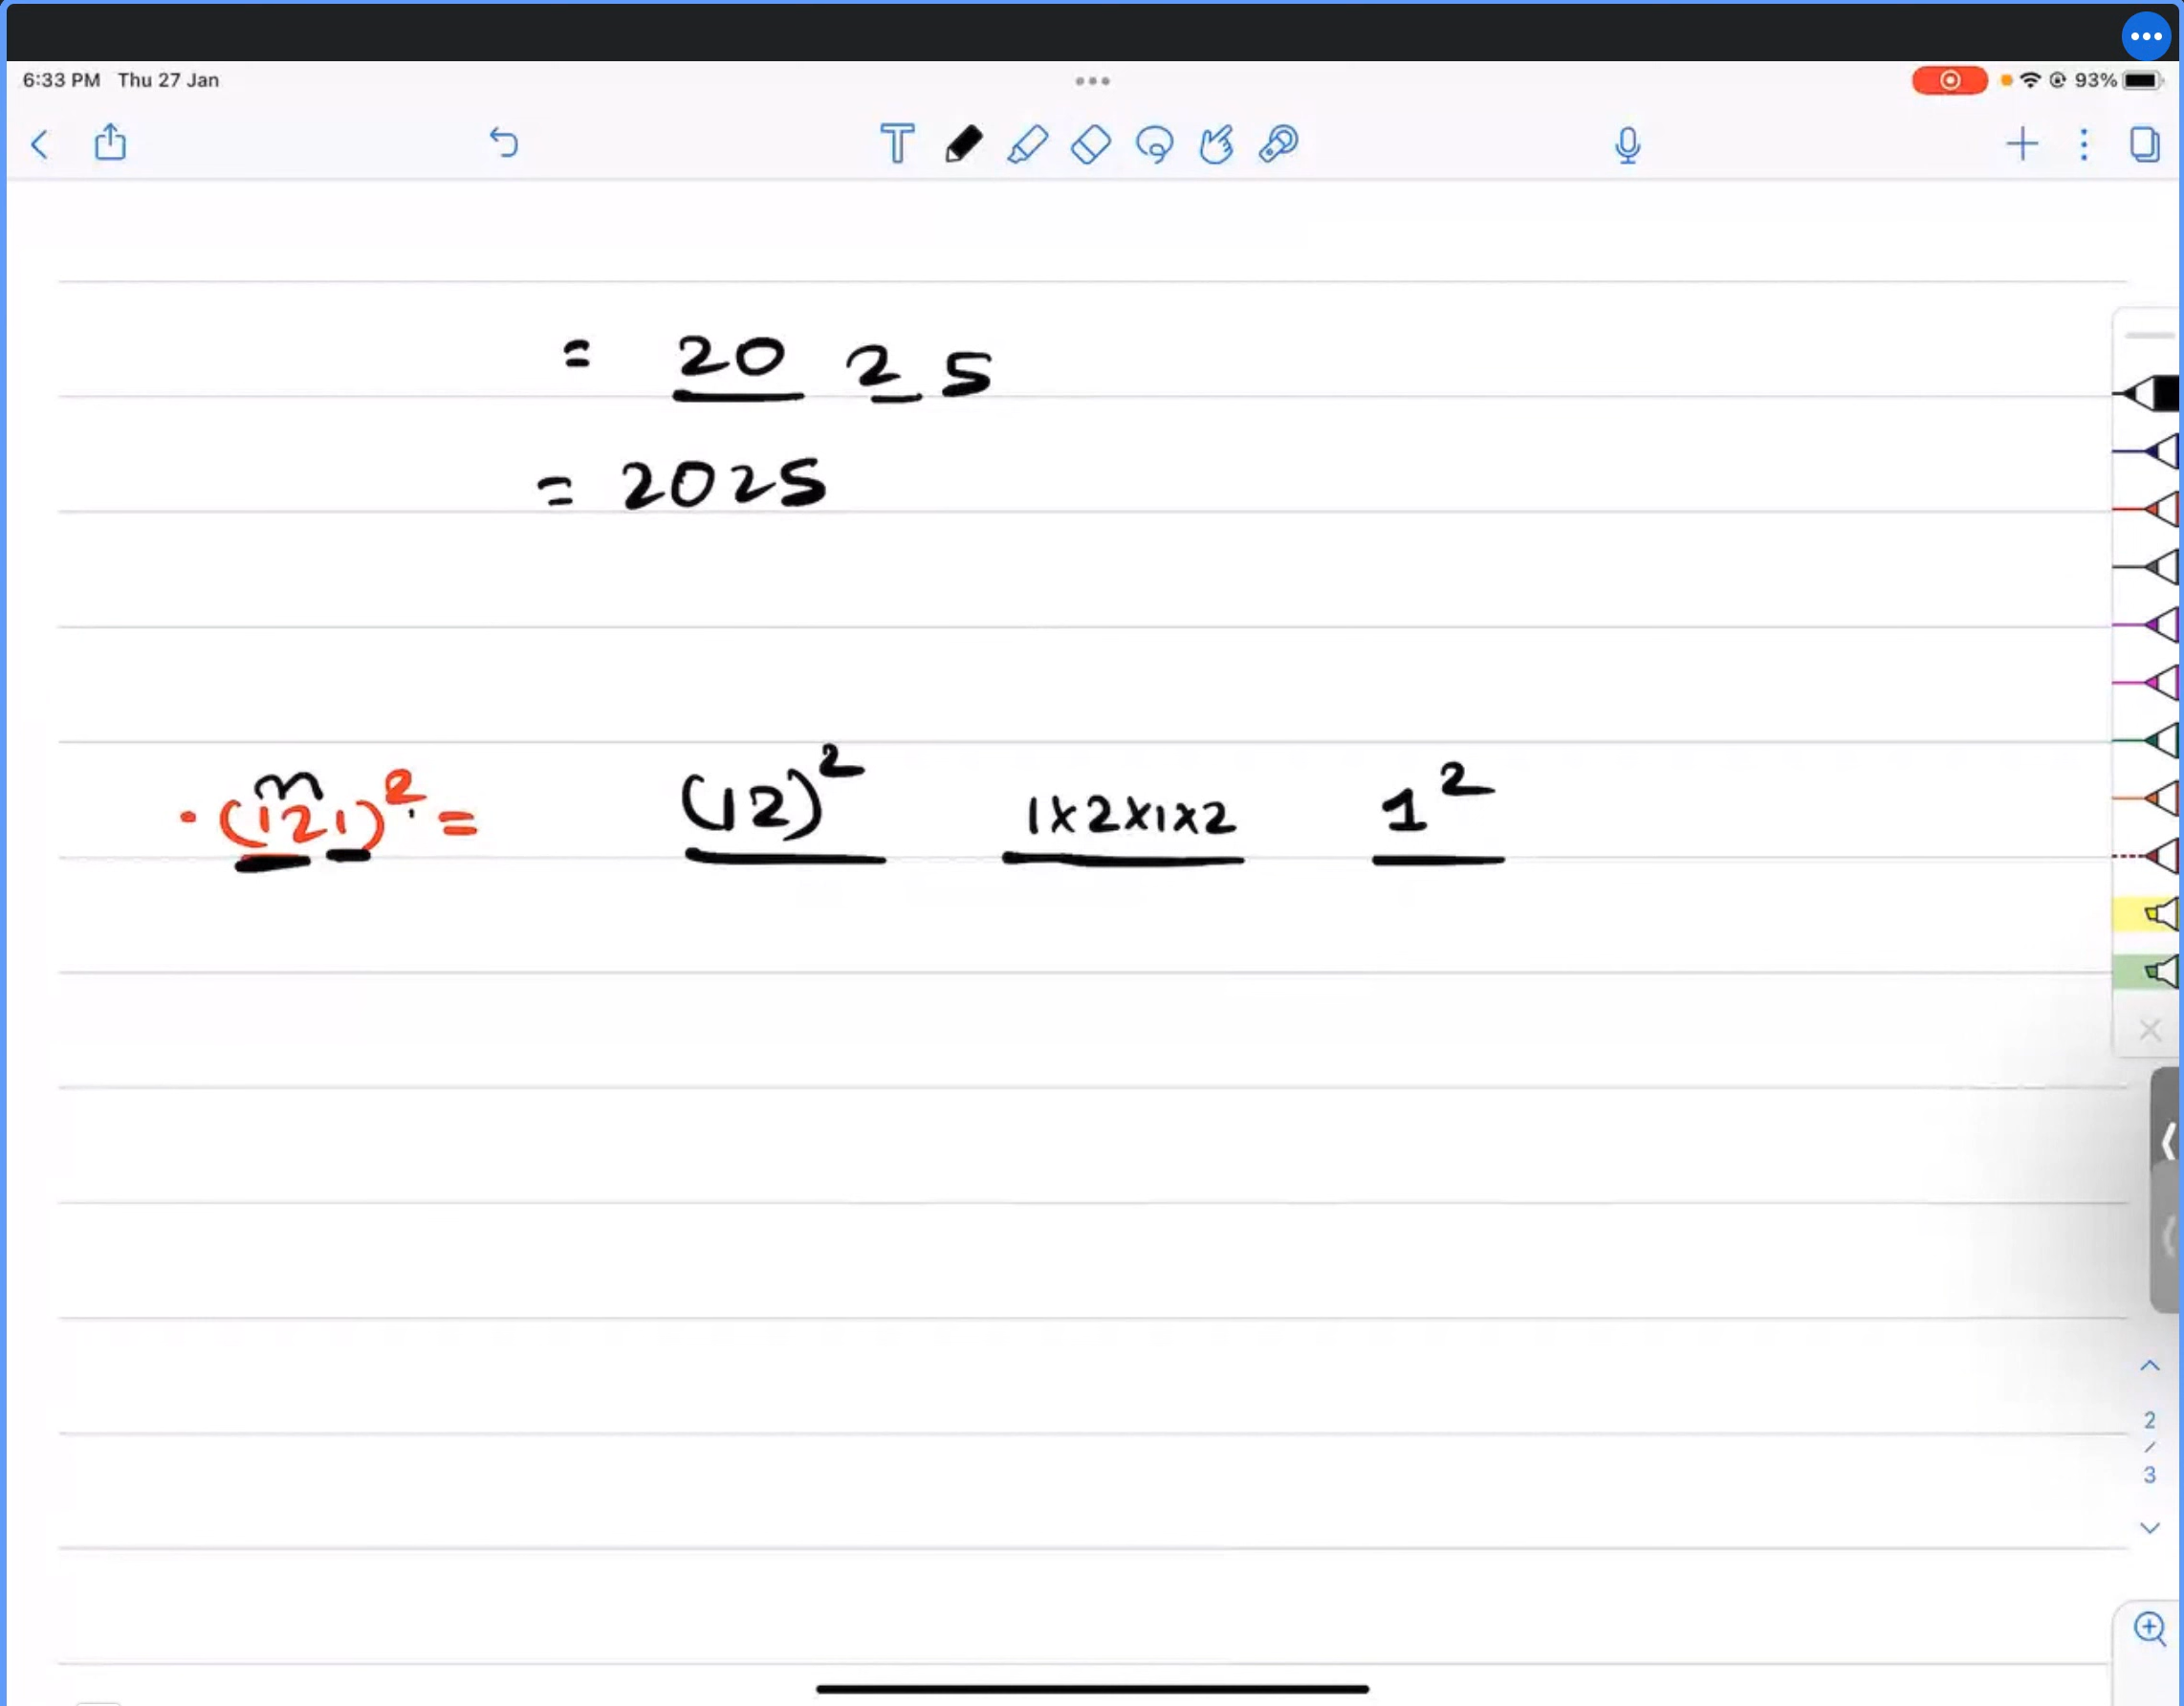 6:33 PM Thu 27 Jan 93%
T
= 20 2 5
= 2025
· (121)² = (12)² 1x2x1x2 1²
2
/
3